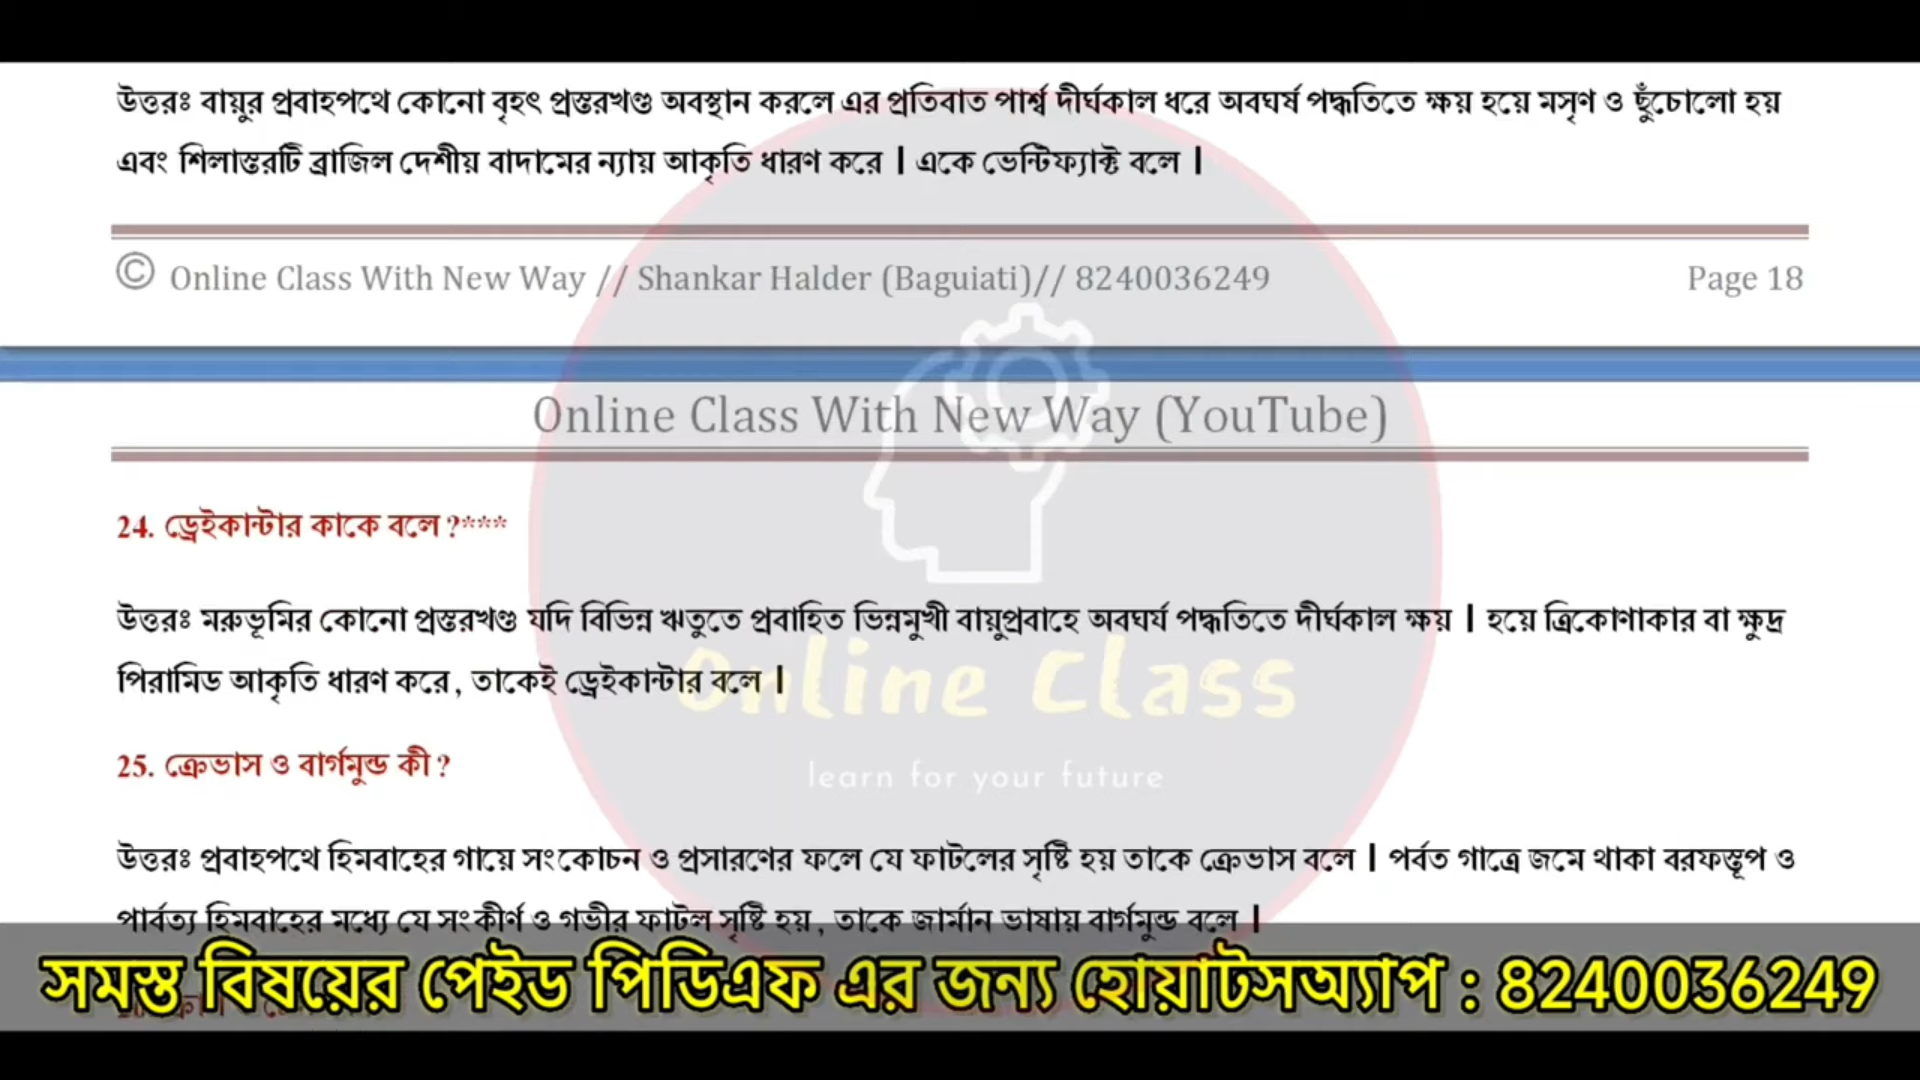 উত্তরঃ বায়ুর প্রবাহপথে কোনো বৃহৎ প্রস্তরখণ্ড অবস্থান করলে এর প্রতিবাত পার্শ্ব দীর্ঘকাল ধরে অবঘর্ষ পদ্ধতিতে ক্ষয় হয়ে মসৃণ ও ছুঁচোলো হয়
এবং শিলাস্তরটি ব্রাজিল দেশীয় বাদামের ন্যায় আকৃতি ধারণ করে | একে ভেন্টিফ্যাক্ট বলে |
© Online Class With New Way // Shankar Halder (Baguiati)// 8240036249 Page 18
Online Class With New Way (YouTube)
24. ড্রেইকান্টার কাকে বলে ?***
উত্তরঃ মরুভূমির কোনো প্রস্তরখণ্ড যদি বিভিন্ন ঋতুতে প্রবাহিত ভিন্নমুখী বায়ুপ্রবাহে অবঘর্য পদ্ধতিতে দীর্ঘকাল ক্ষয় | হয়ে ত্রিকোণাকার বা ক্ষুদ্র
পিরামিড আকৃতি ধারণ করে, তাকেই ড্রেইকান্টার বলে |
Online Class
learn for your future
25. ক্রেভাস ও বার্গমুন্ড কী ?
উত্তরঃ প্রবাহপথে হিমবাহের গায়ে সংকোচন ও প্রসারণের ফলে যে ফাটলের সৃষ্টি হয় তাকে ক্রেভাস বলে | পর্বত গাত্রে জমে থাকা বরফস্তূপ ও
পার্বত্য হিমবাহের মধ্যে যে সংকীর্ণ ও গভীর ফাটল সৃষ্টি হয়, তাকে জার্মান ভাষায় বার্গমুন্ড বলে |
সমস্ত বিষয়ের পেইড পিডিএফ এর জন্য হোয়াটসঅ্যাপ : 8240036249